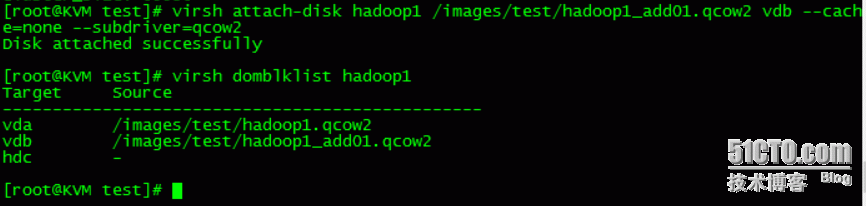 [root@KVM test]# virsh attach-disk hadoop1 /images/test/hadoop1_add01.qcow2 vdb --cach
e=none --subdriver=qcow2
Disk attached successfully
[root@KVM test]# virsh domblklist hadoop1
Target     Source
------------------------------------------------
vda        /images/test/hadoop1.qcow2
vdb        /images/test/hadoop1_add01.qcow2
hdc        -
[root@KVM test]#
51CTO.com
技术博客 Blog